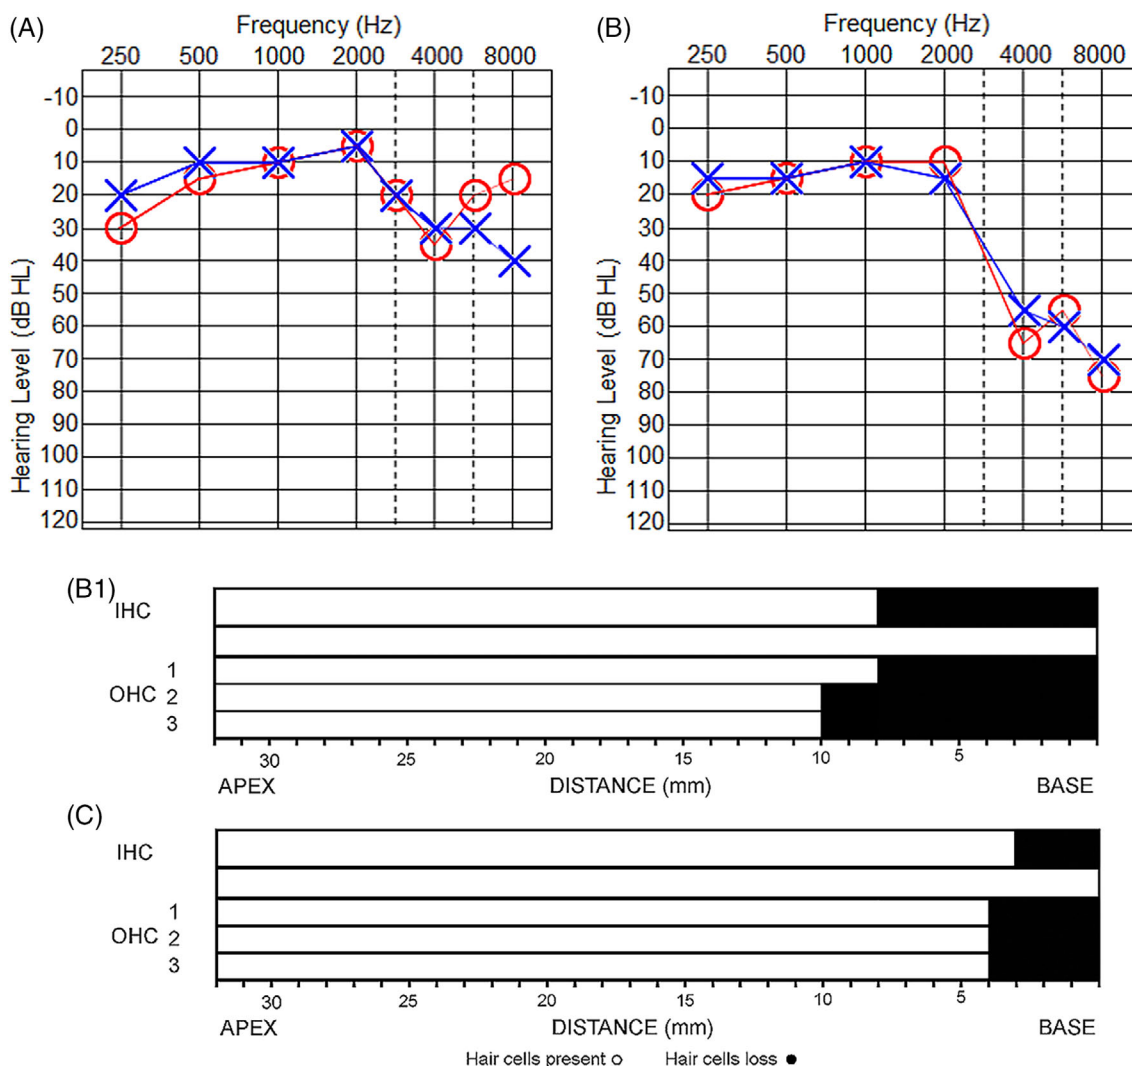 (A)
Frequency (Hz)
250 500 1000 2000 4000 8000
Hearing Level (dB HL)
-10
0
10
20
30
40
50
60
70
80
90
100
110
120
(B)
Frequency (Hz)
250 500 1000 2000 4000 8000
Hearing Level (dB HL)
-10
0
10
20
30
40
50
60
70
80
90
100
110
120
(B1)
IHC
1
OHC 2
3
30 25 20 15 10 5
APEX DISTANCE (mm) BASE
(C)
IHC
1
OHC 2
3
30 25 20 15 10 5
APEX DISTANCE (mm) BASE
Hair cells present ○ Hair cells loss ●